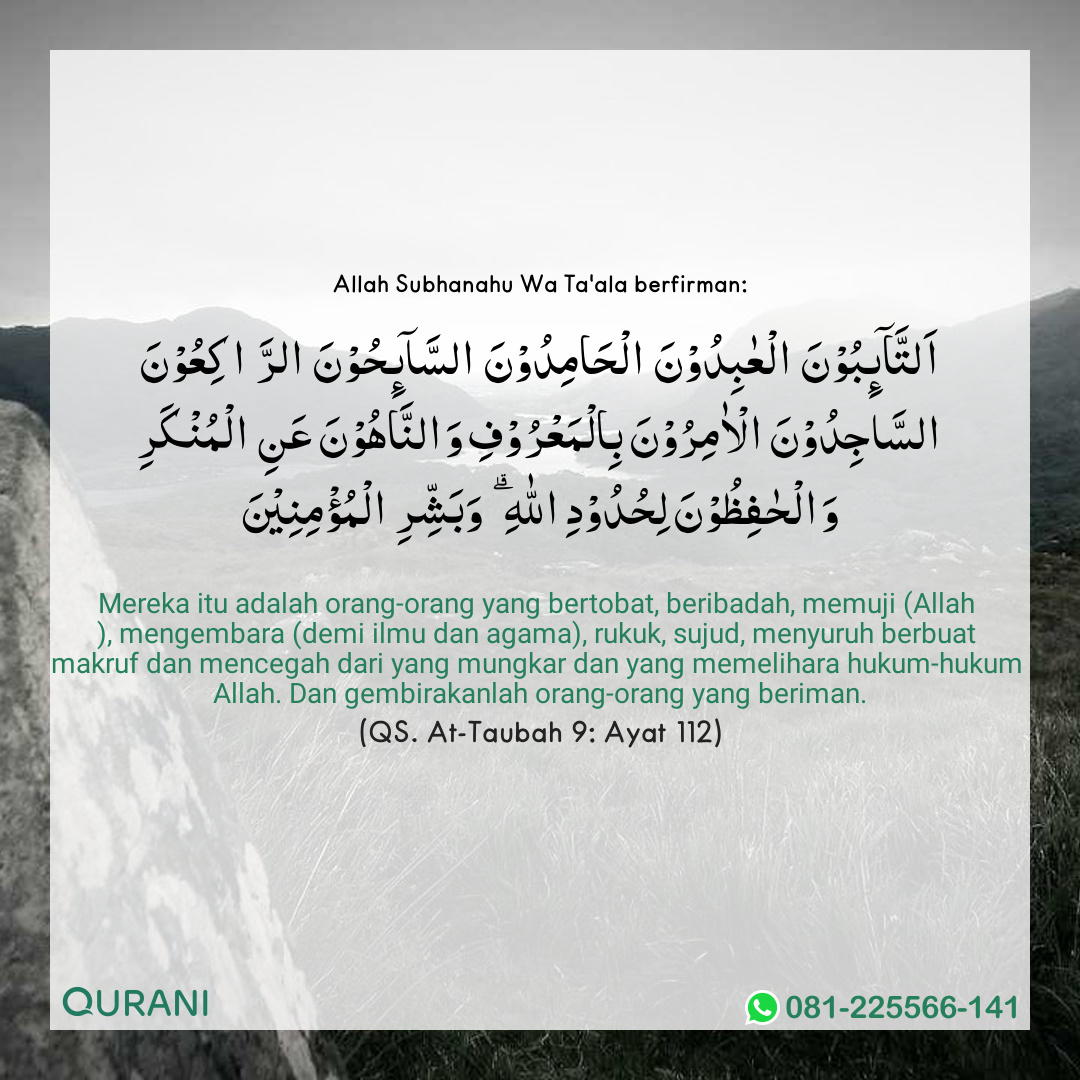 Allah Subhanahu Wa Ta'ala berfirman:
اَلتَّآئِبُوْنَ الْعٰبِدُوْنَ الْحَامِدُوْنَ السَّآئِحُوْنَ الرَّا كِعُوْنَ
السَّاجِدُوْنَ الْاٰمِرُوْنَ بِالْمَعْرُوْفِ وَالنَّاهُوْنَ عَنِ الْمُنْكَرِ
وَالْحٰفِظُوْنَ لِحُدُوْدِ اللّٰهِ ۗ وَبَشِّرِ الْمُؤْمِنِيْنَ
Mereka itu adalah orang-orang yang bertobat, beribadah, memuji (Allah
), mengembara (demi ilmu dan agama), rukuk, sujud, menyuruh berbuat
makruf dan mencegah dari yang mungkar dan yang memelihara hukum-hukum
Allah. Dan gembirakanlah orang-orang yang beriman.
(QS. At-Taubah 9: Ayat 112)
QURANI
081-225566-141